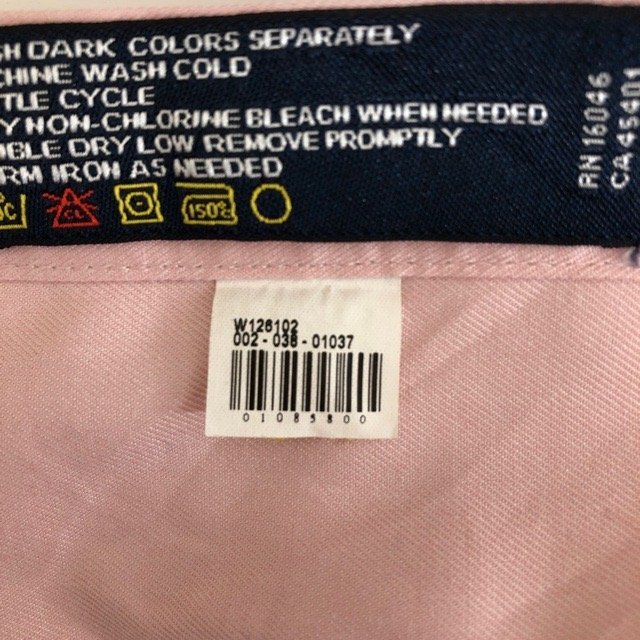 SH DARK COLORS SEPARATELY
CHINE WASH COLD
TLE CYCLE
Y NON-CHLORINE BLEACH WHEN NEEDED
MBLE DRY LOW REMOVE PROMPTLY
RM IRON AS NEEDED
CL
150°C
RN 16046
CA 45401
W126102
002 - 036 - 01037
01085800